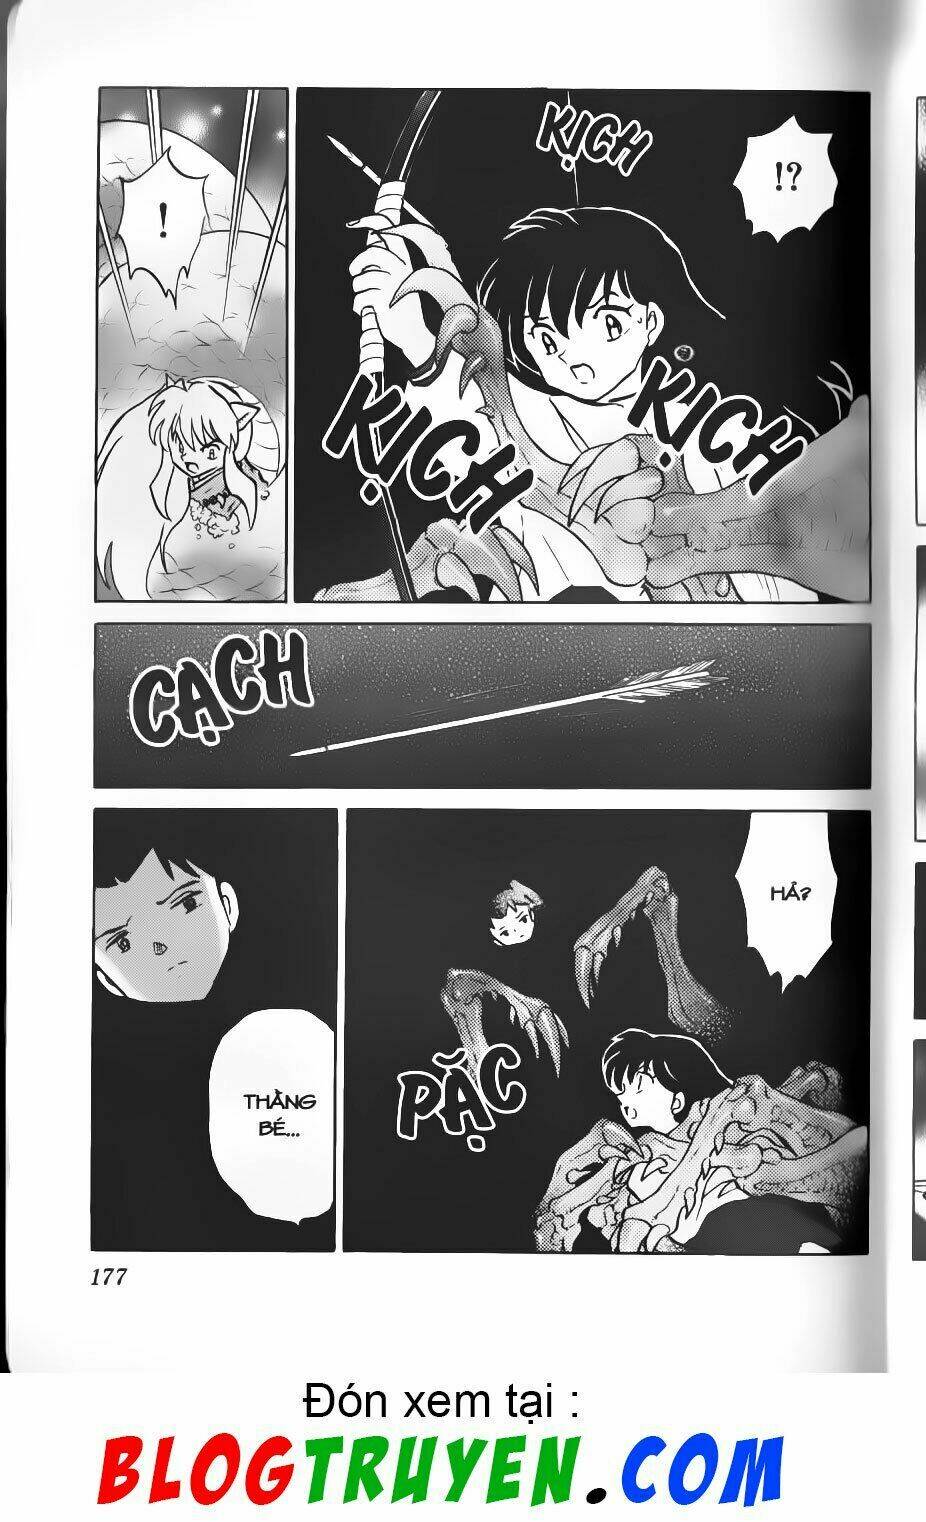 KỊCH
!?
KỊCH
KỊCH
!
CẠCH
HẢ?
PẶC
THẰNG
BÉ...
177
Đón xem tại :
BLOGTRUYEN.COM